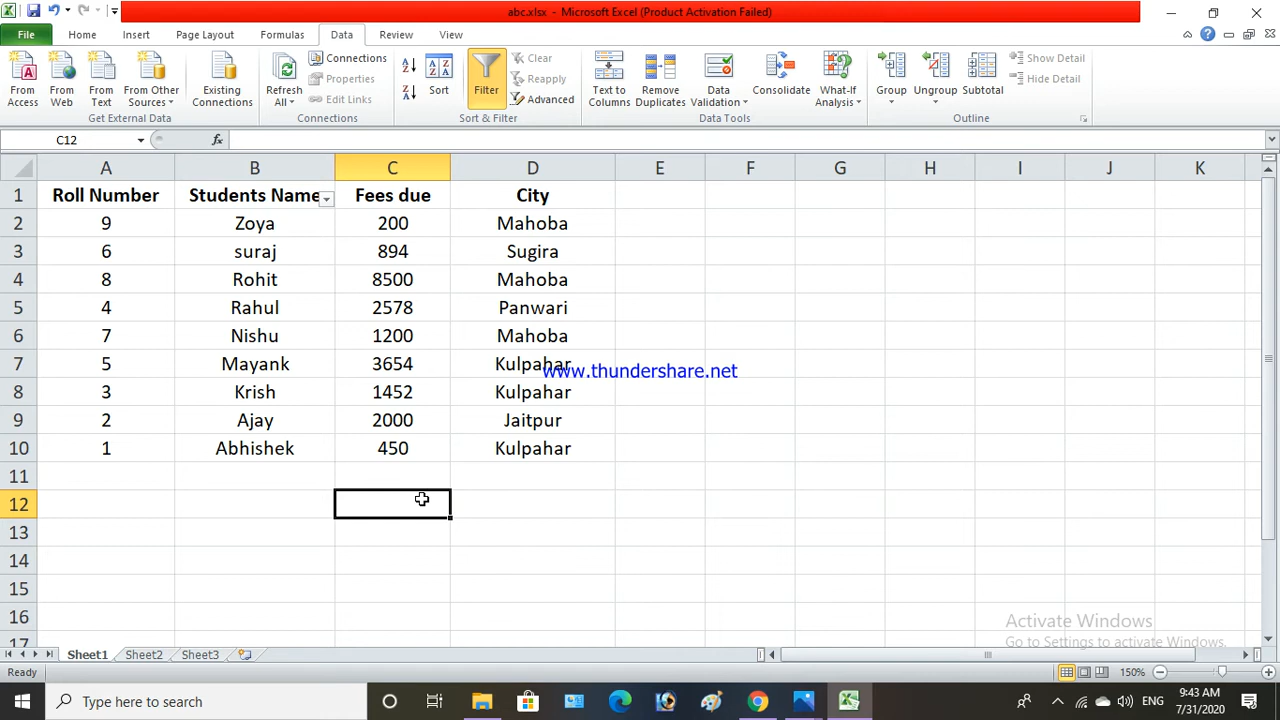 abc.xlsx - Microsoft Excel (Product Activation Failed)
File Home Insert Page Layout Formulas Data Review View
From Access
From Web
From Text
From Other Sources
Existing Connections
Get External Data
Refresh All
Connections
Properties
Edit Links
Connections
Sort
Filter
Clear
Reapply
Advanced
Sort & Filter
Text to Columns
Remove Duplicates
Data Validation
Consolidate
What-If Analysis
Data Tools
Group
Ungroup
Subtotal
Show Detail
Hide Detail
Outline
C12 fx
A B C D E F G H I J K
1 Roll Number Students Name Fees due City
2 9 Zoya 200 Mahoba
3 6 suraj 894 Sugira
4 8 Rohit 8500 Mahoba
5 4 Rahul 2578 Panwari
6 7 Nishu 1200 Mahoba
7 5 Mayank 3654 Kulpahar
www.thundershare.net
8 3 Krish 1452 Kulpahar
9 2 Ajay 2000 Jaitpur
10 1 Abhishek 450 Kulpahar
11
12
13
14
15
16
17
Activate Windows
Go to Settings to activate Windows.
Sheet1 Sheet2 Sheet3
Ready 150%
Type here to search
ENG
9:43 AM
7/31/2020